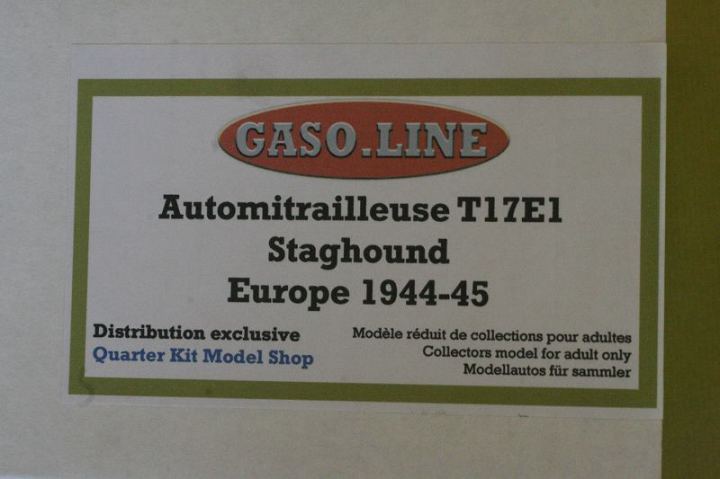 GASO.LINE
Automitrailleuse T17E1
Staghound
Europe 1944-45
Distribution exclusive
Quarter Kit Model Shop
Modèle réduit de collections pour adultes
Collectors model for adult only
Modellautos für sammler